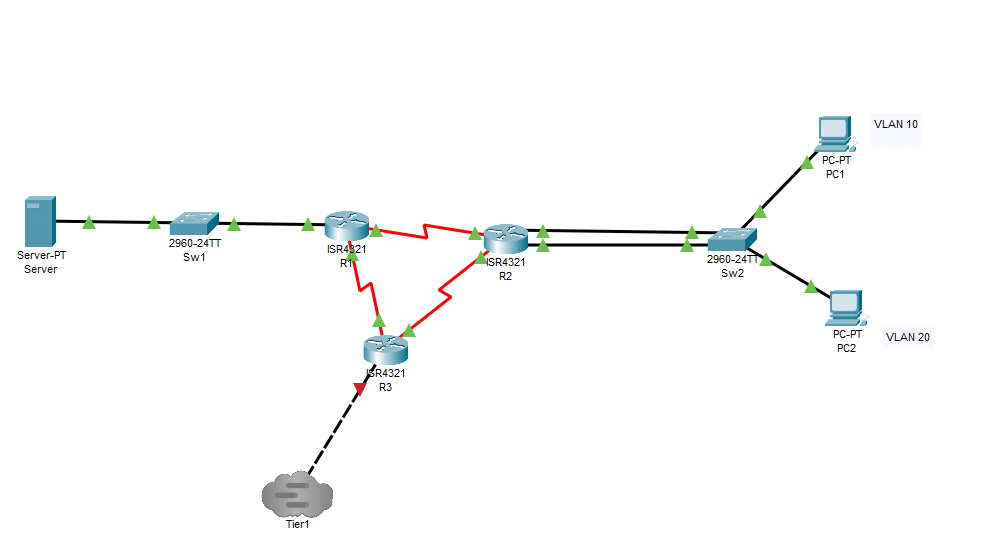 VLAN 10
PC-PT
PC1
Server-PT
Server
2960-24TT
Sw1
ISR4321
R1
ISR4321
R2
2960-24TT
Sw2
PC-PT
PC2
VLAN 20
ISR4321
R3
Tier1